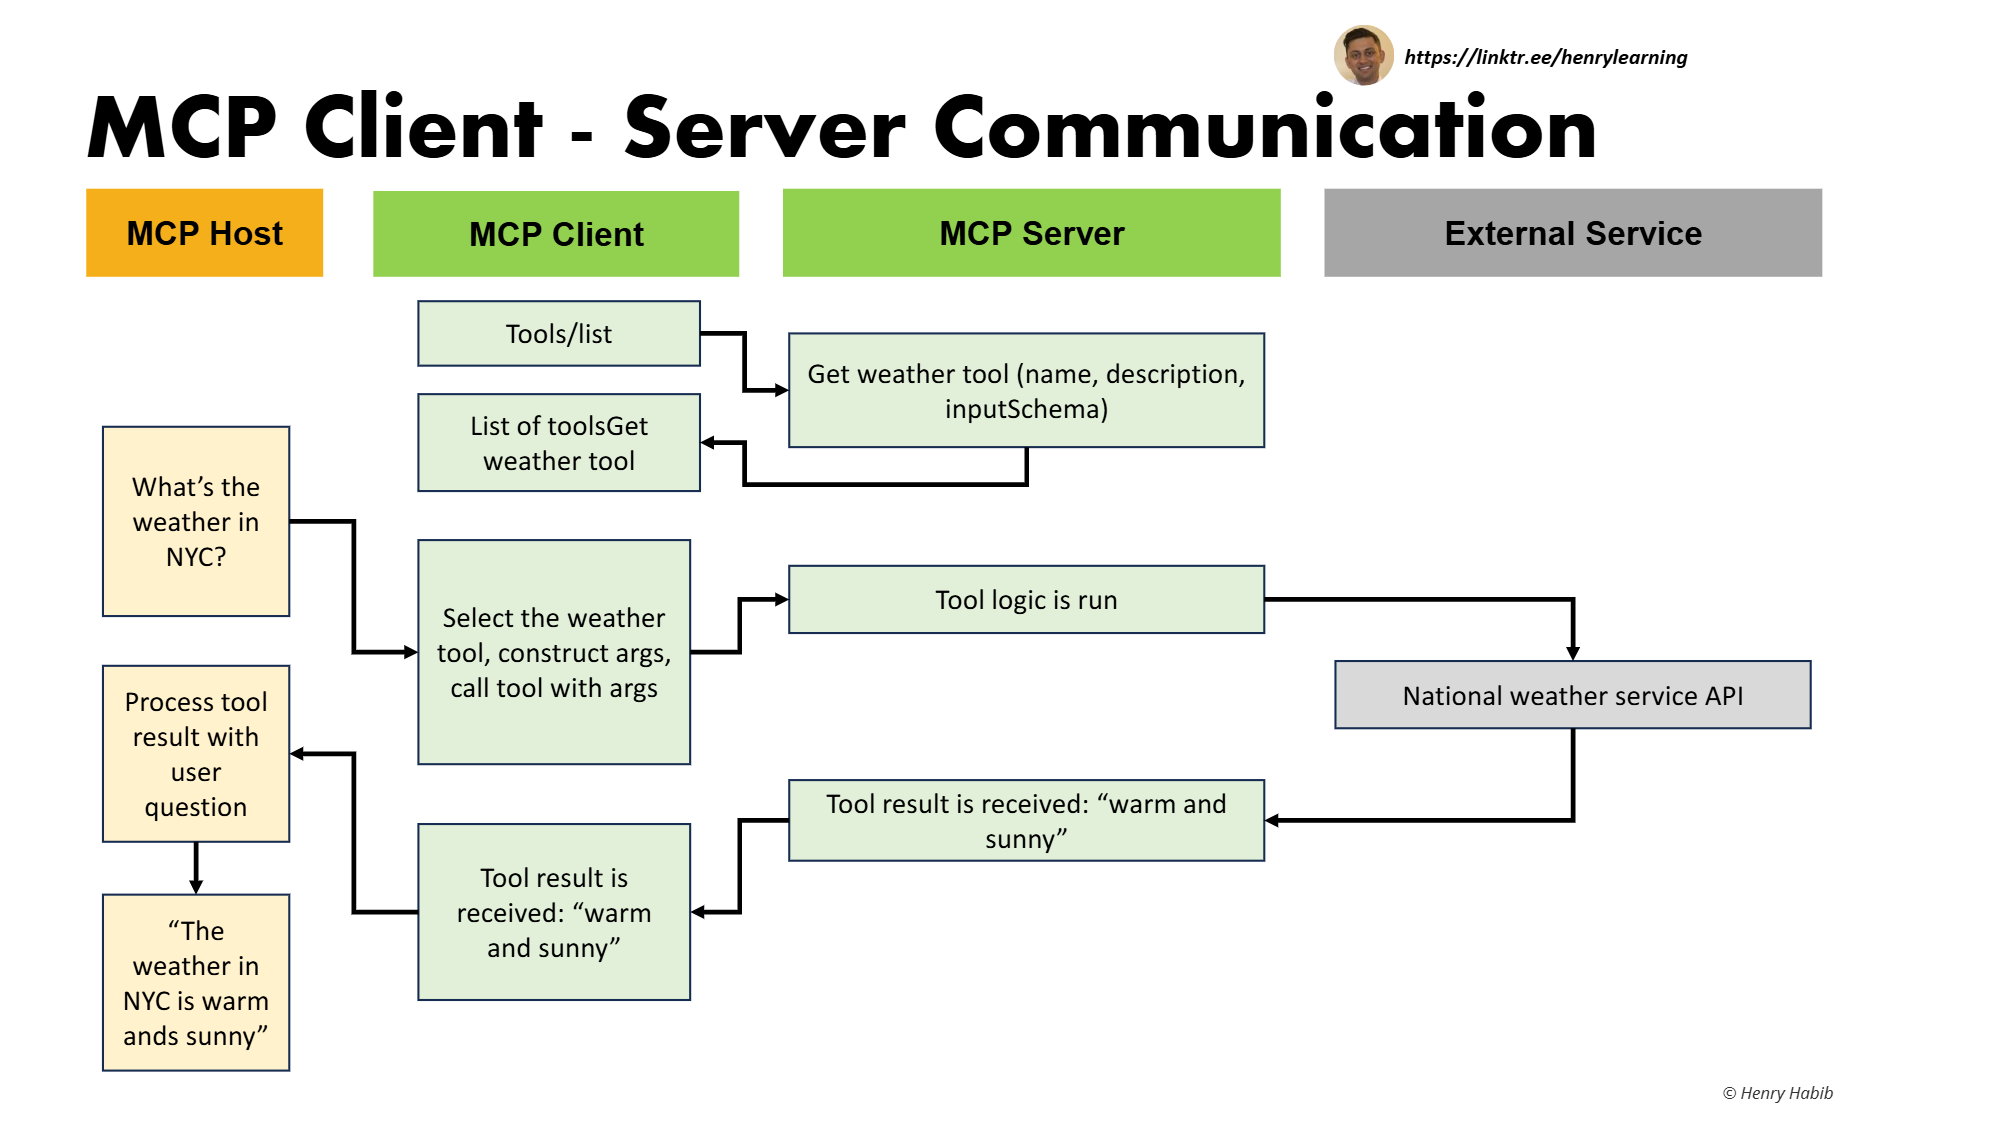 https://linktr.ee/henrylearning
MCP Client - Server Communication
MCP Host
MCP Client
MCP Server
External Service
Tools/list
Get weather tool (name, description,
inputSchema)
List of toolsGet
weather tool
What’s the
weather in
NYC?
Select the weather
tool, construct args,
call tool with args
Tool logic is run
National weather service API
Process tool
result with
user
question
Tool result is received: “warm and
sunny”
Tool result is
received: “warm
and sunny”
“The
weather in
NYC is warm
ands sunny”
© Henry Habib